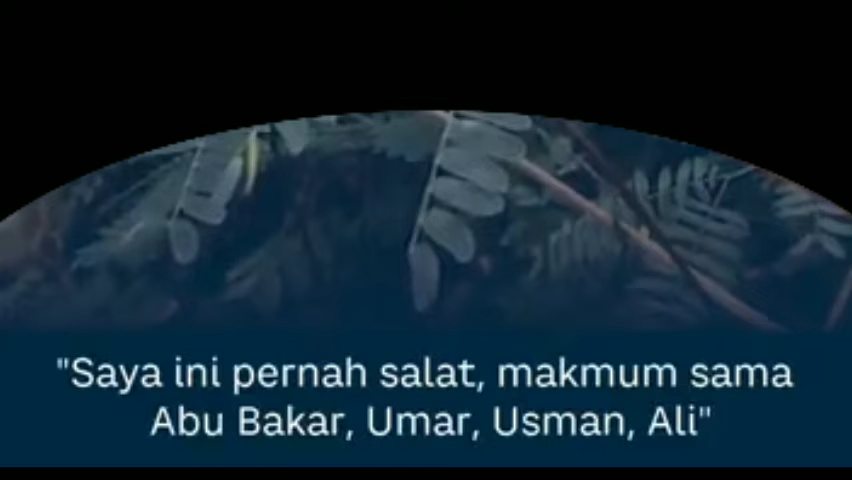 "Saya ini pernah salat, makmum sama
Abu Bakar, Umar, Usman, Ali"